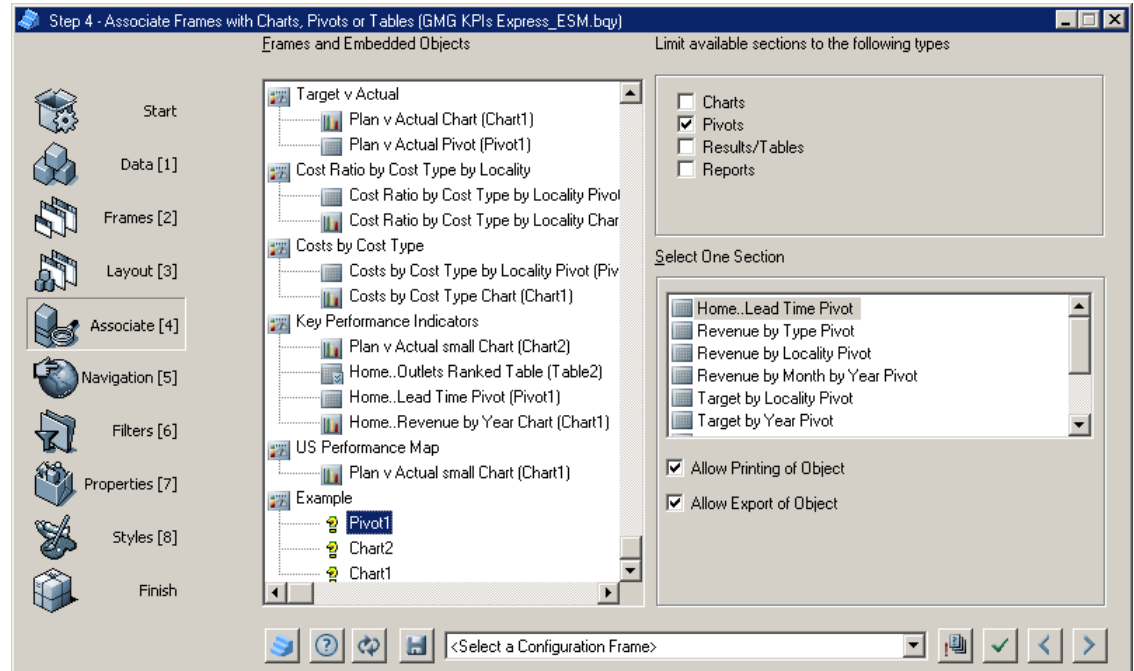 Step 4 - Associate Frames with Charts, Pivots or Tables (GMG KPIs Express_ESM.bqy)
Frames and Embedded Objects
Limit available sections to the following types
Start
Data [1]
Frames [2]
Layout [3]
Associate [4]
Navigation [5]
Filters [6]
Properties [7]
Styles [8]
Finish
Target v Actual
Plan v Actual Chart (Chart1)
Plan v Actual Pivot (Pivot1)
Cost Ratio by Cost Type by Locality
Cost Ratio by Cost Type by Locality Pivot
Cost Ratio by Cost Type by Locality Char
Costs by Cost Type
Costs by Cost Type by Locality Pivot (Piv
Costs by Cost Type Chart (Chart1)
Key Performance Indicators
Plan v Actual small Chart (Chart2)
Home..Outlets Ranked Table (Table2)
Home..Lead Time Pivot (Pivot1)
Home..Revenue by Year Chart (Chart1)
US Performance Map
Plan v Actual small Chart (Chart1)
Example
Pivot1
Chart2
Chart1
Charts
Pivots
Results/Tables
Reports
Select One Section
Home..Lead Time Pivot
Revenue by Type Pivot
Revenue by Locality Pivot
Revenue by Month by Year Pivot
Target by Locality Pivot
Target by Year Pivot
Allow Printing of Object
Allow Export of Object
<Select a Configuration Frame>